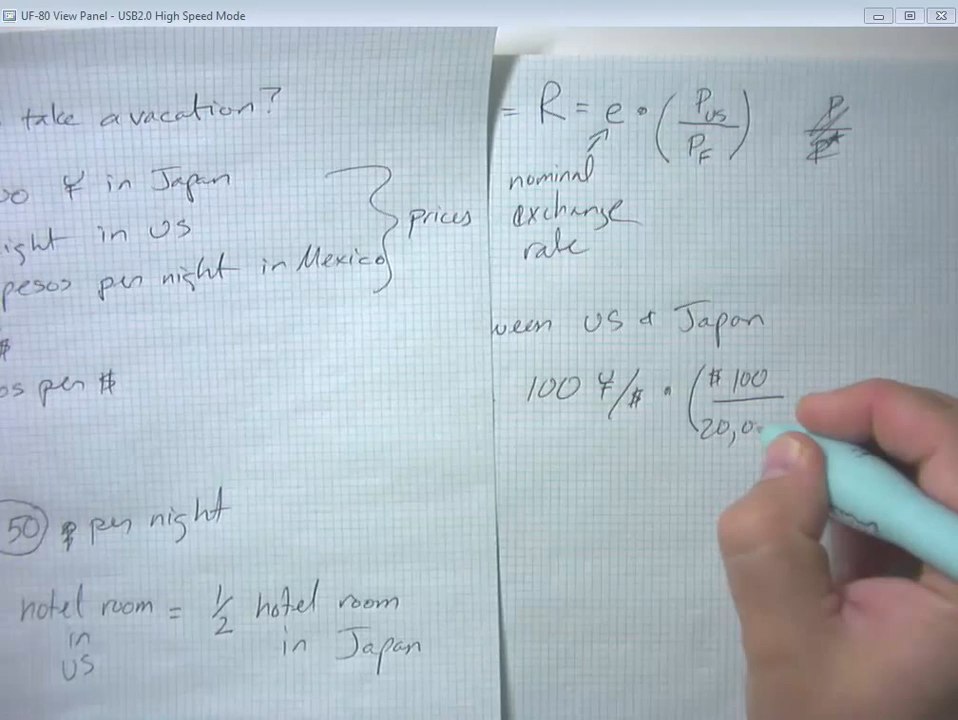 UF-80 View Panel - USB2.0 High Speed Mode
take a vacation?
00 ¥ in Japan
ight in US
pesos per night in Mexico
prices
$
os per $
50 per night
hotel room = 1/2 hotel room
in in Japan
US
= R = e • (P_US / P_F)
nominal
exchange
rate
ween US & Japan
100 ¥/$ • ($ 100
20,0